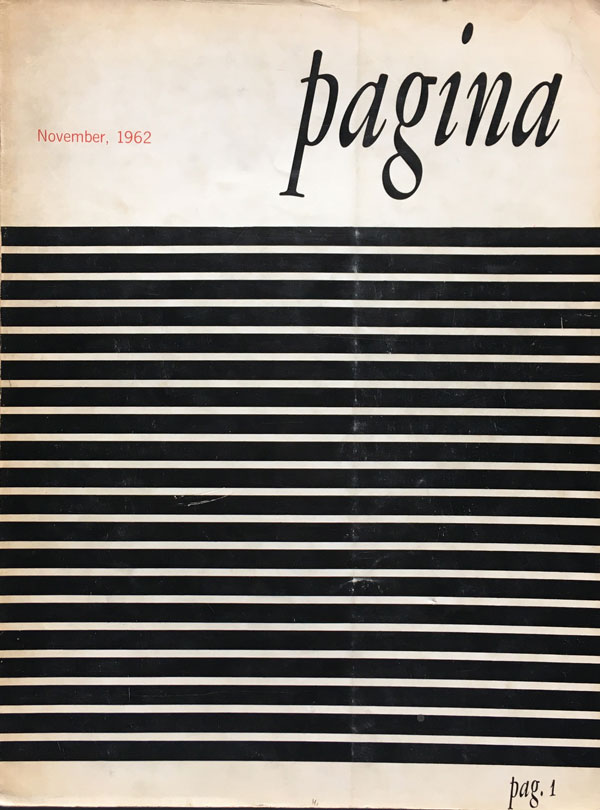 pagina
November, 1962
pag. 1